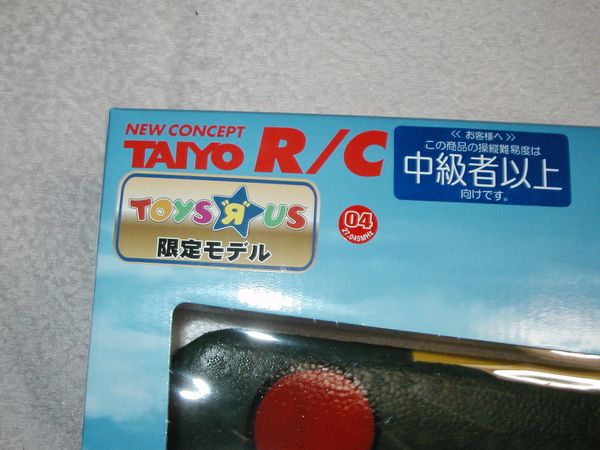 NEW CONCEPT
TAIYO R/C
<< お客様へ >>
この商品の操縦難易度は
中級者以上
向けです。
TOYS"R"US
限定モデル
04
27.045MHz